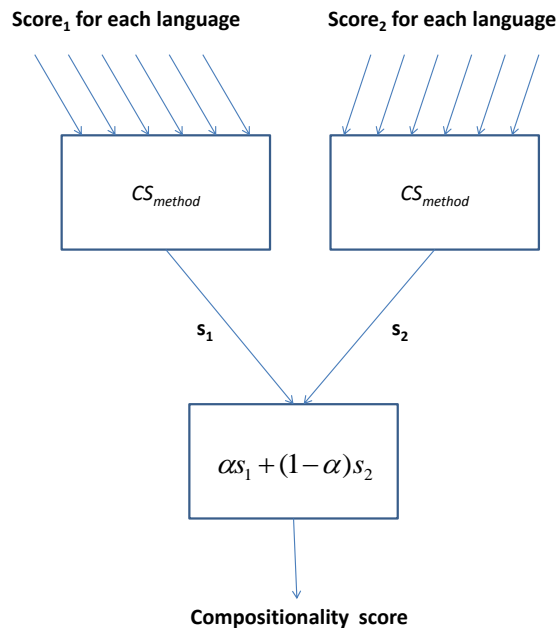 Score₁ for each language
Score₂ for each language
CS_method
CS_method
s₁
s₂
αs₁ + (1 − α)s₂
Compositionality score